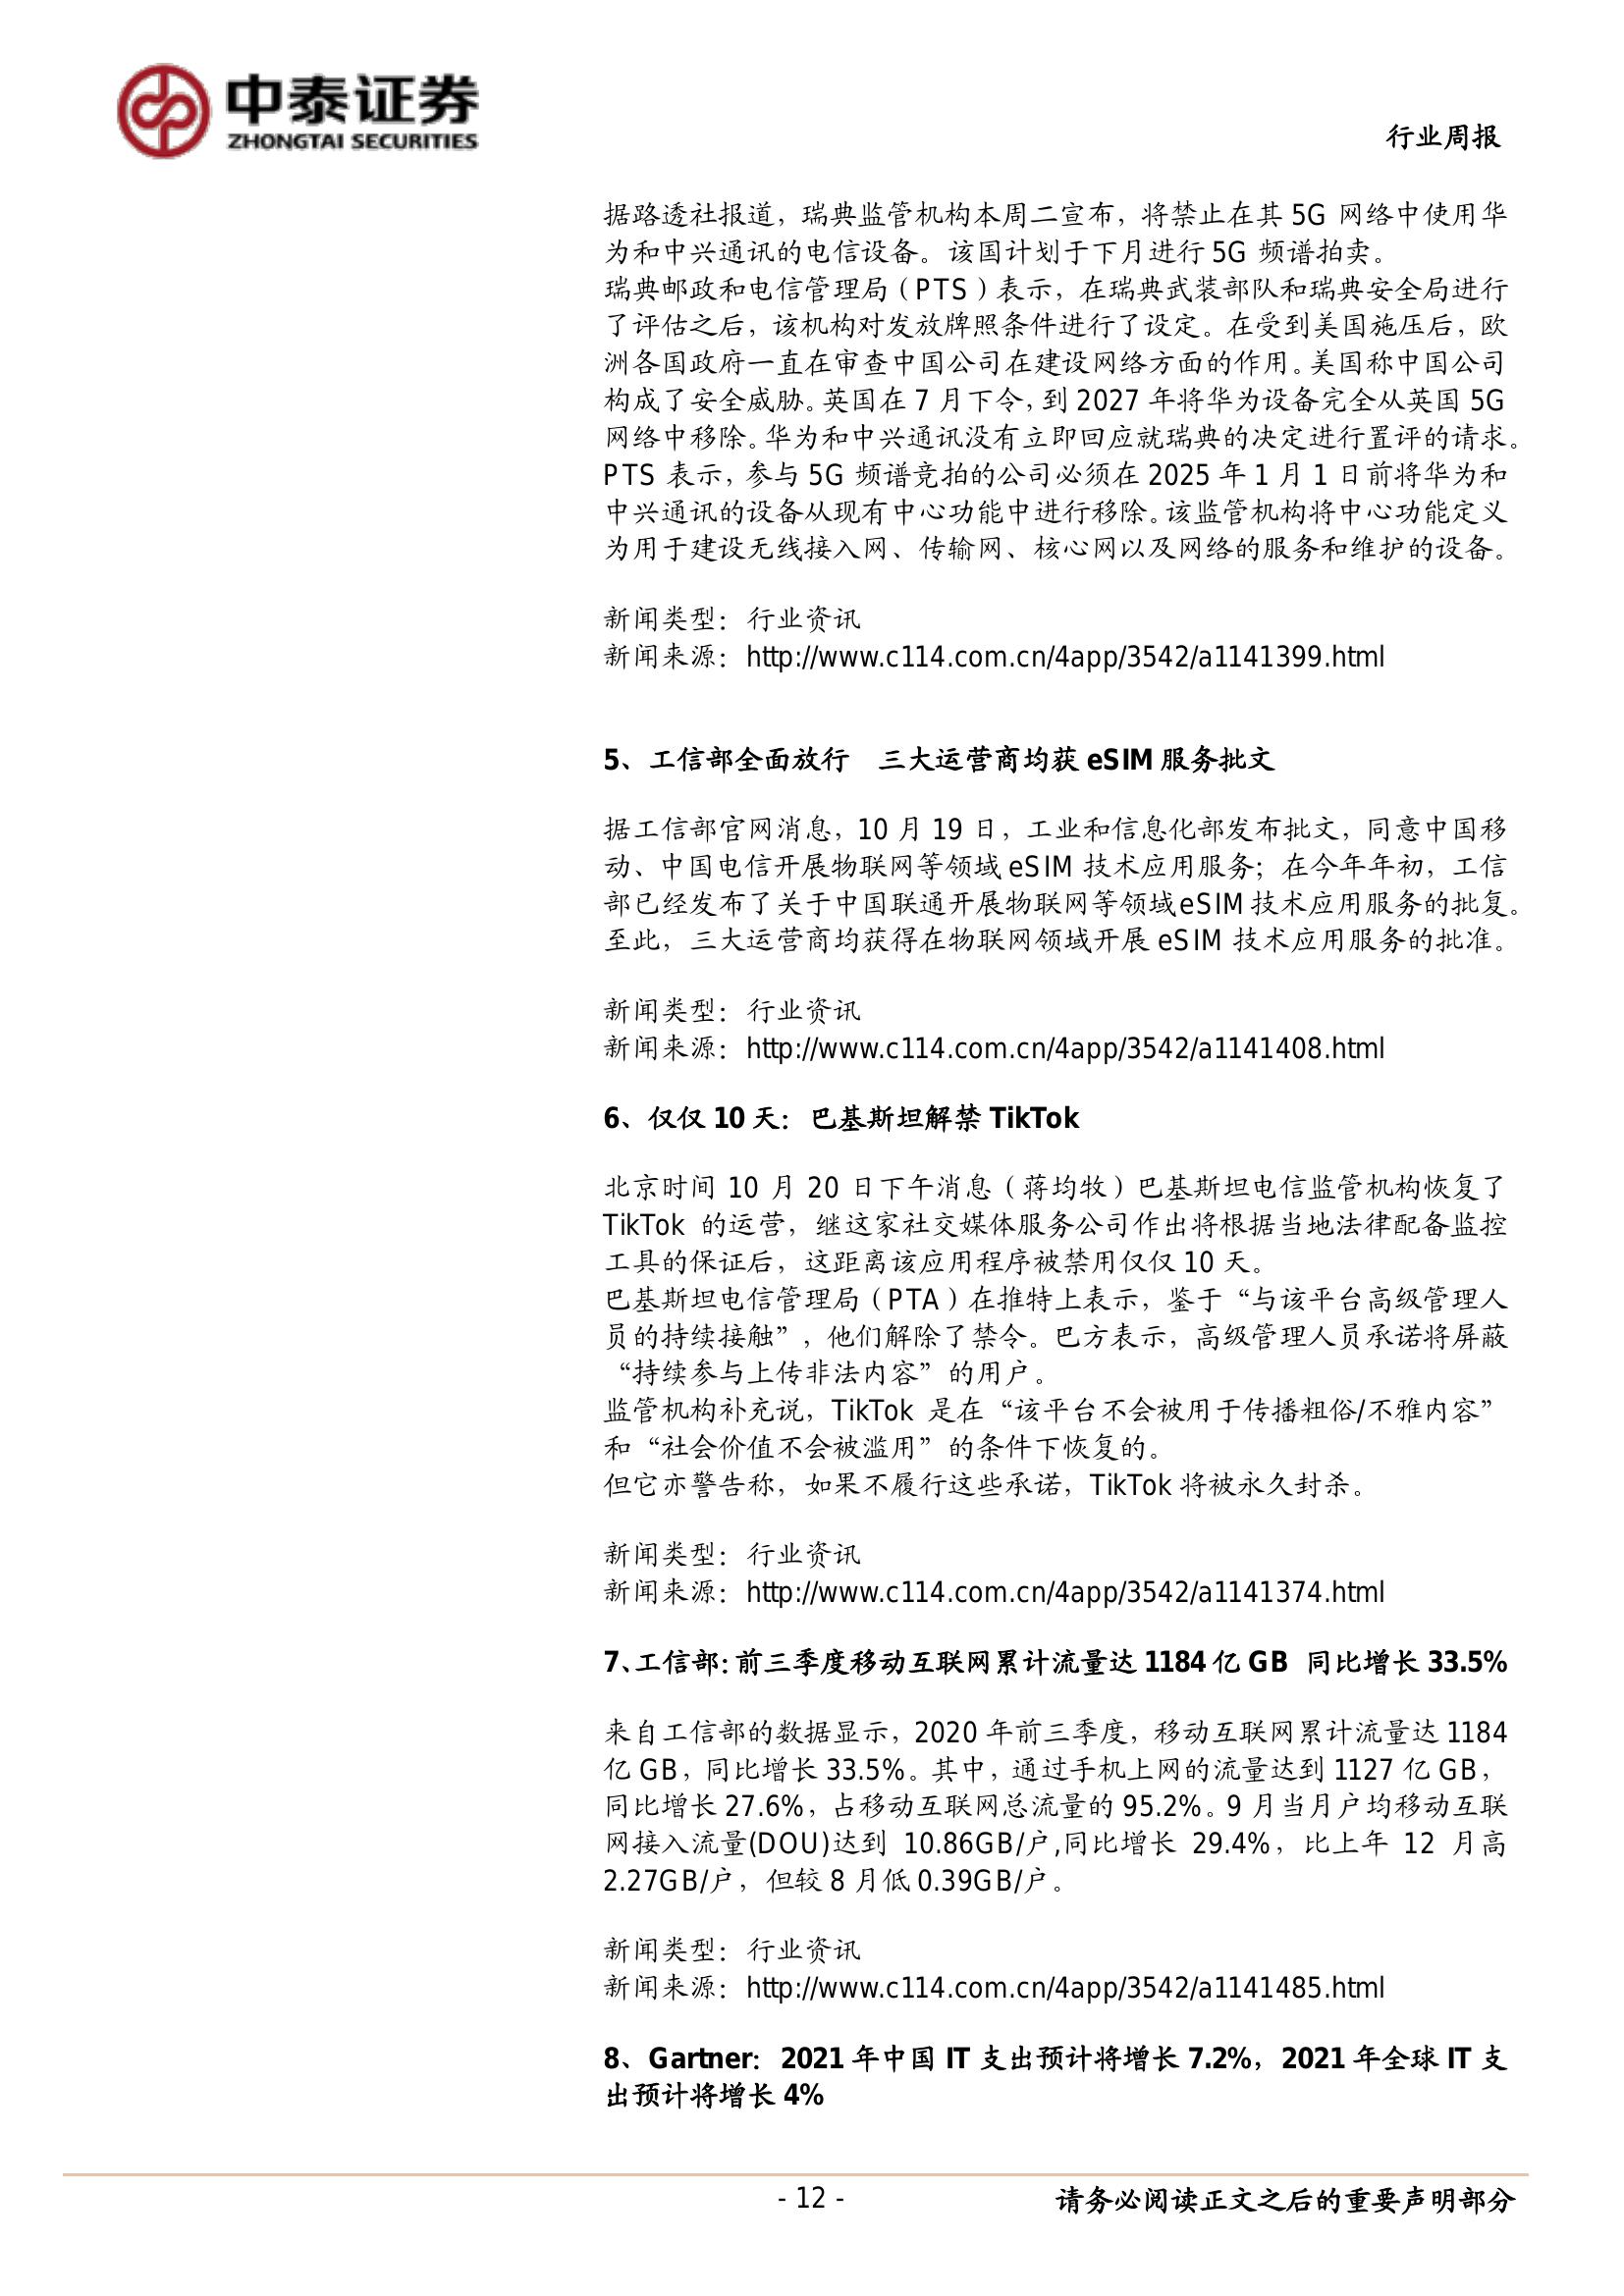 中泰证券
ZHONGTAI SECURITIES
行业周报
据路透社报道，瑞典监管机构本周二宣布，将禁止在其 5G 网络中使用华
为和中兴通讯的电信设备。该国计划于下月进行 5G 频谱拍卖。
瑞典邮政和电信管理局（PTS）表示，在瑞典武装部队和瑞典安全局进行
了评估之后，该机构对发放牌照条件进行了设定。在受到美国施压后，欧
洲各国政府一直在审查中国公司在建设网络方面的作用。美国称中国公司
构成了安全威胁。英国在 7 月下令，到 2027 年将华为设备完全从英国 5G
网络中移除。华为和中兴通讯没有立即回应就瑞典的决定进行置评的请求。
PTS 表示，参与 5G 频谱竞拍的公司必须在 2025 年 1 月 1 日前将华为和
中兴通讯的设备从现有中心功能中进行移除。该监管机构将中心功能定义
为用于建设无线接入网、传输网、核心网以及网络的服务和维护的设备。
新闻类型：行业资讯
新闻来源：http://www.c114.com.cn/4app/3542/a1141399.html
5、工信部全面放行　三大运营商均获 eSIM 服务批文
据工信部官网消息，10 月 19 日，工业和信息化部发布批文，同意中国移
动、中国电信开展物联网等领域 eSIM 技术应用服务；在今年年初，工信
部已经发布了关于中国联通开展物联网等领域 eSIM 技术应用服务的批复。
至此，三大运营商均获得在物联网领域开展 eSIM 技术应用服务的批准。
新闻类型：行业资讯
新闻来源：http://www.c114.com.cn/4app/3542/a1141408.html
6、仅仅 10 天：巴基斯坦解禁 TikTok
北京时间 10 月 20 日下午消息（蒋均牧）巴基斯坦电信监管机构恢复了
TikTok 的运营，继这家社交媒体服务公司作出将根据当地法律配备监控
工具的保证后，这距离该应用程序被禁用仅仅 10 天。
巴基斯坦电信管理局（PTA）在推特上表示，鉴于“与该平台高级管理人
员的持续接触”，他们解除了禁令。巴方表示，高级管理人员承诺将屏蔽
“持续参与上传非法内容”的用户。
监管机构补充说，TikTok 是在“该平台不会被用于传播粗俗/不雅内容”
和“社会价值不会被滥用”的条件下恢复的。
但它亦警告称，如果不履行这些承诺，TikTok 将被永久封杀。
新闻类型：行业资讯
新闻来源：http://www.c114.com.cn/4app/3542/a1141374.html
7、工信部：前三季度移动互联网累计流量达 1184 亿 GB 同比增长 33.5%
来自工信部的数据显示，2020 年前三季度，移动互联网累计流量达 1184
亿 GB，同比增长 33.5%。其中，通过手机上网的流量达到 1127 亿 GB，
同比增长 27.6%，占移动互联网总流量的 95.2%。9 月当月户均移动互联
网接入流量(DOU)达到 10.86GB/户,同比增长 29.4%，比上年 12 月高
2.27GB/户，但较 8 月低 0.39GB/户。
新闻类型：行业资讯
新闻来源：http://www.c114.com.cn/4app/3542/a1141485.html
8、Gartner：2021 年中国 IT 支出预计将增长 7.2%，2021 年全球 IT 支
出预计将增长 4%
- 12 -
请务必阅读正文之后的重要声明部分